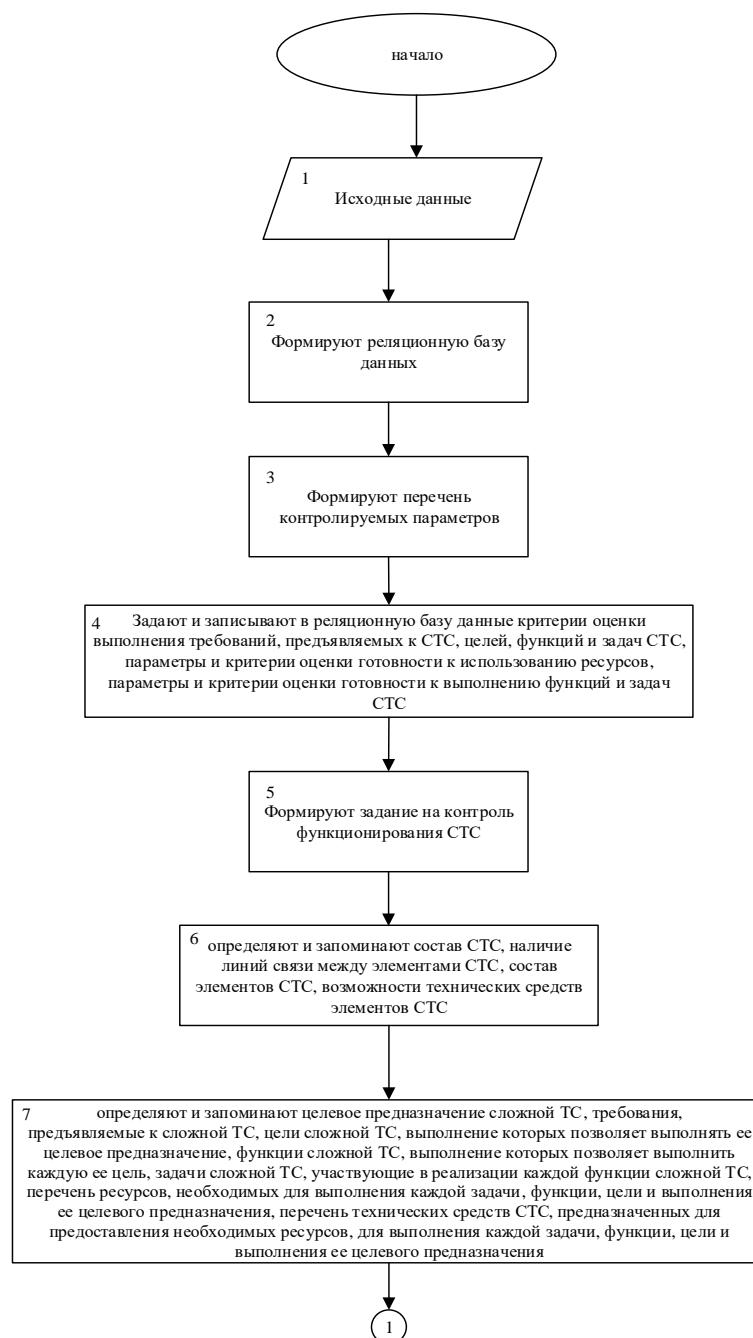 начало
1
Исходные данные
2
Формируют реляционную базу
данных
3
Формируют перечень
контролируемых параметров
4
Задают и записывают в реляционную базу данные критерии оценки
выполнения требований, предъявляемых к СТС, целей, функций и задач СТС,
параметры и критерии оценки готовности к использованию ресурсов,
параметры и критерии оценки готовности к выполнению функций и задач
СТС
5
Формируют задание на контроль
функционирования СТС
6
определяют и запоминают состав СТС, наличие
линий связи между элементами СТС, состав
элементов СТС, возможности технических средств
элементов СТС
7
определяют и запоминают целевое предназначение сложной ТС, требования,
предъявляемые к сложной ТС, цели сложной ТС, выполнение которых позволяет выполнять ее
целевое предназначение, функции сложной ТС, выполнение которых позволяет выполнить
каждую ее цель, задачи сложной ТС, участвующие в реализации каждой функции сложной ТС,
перечень ресурсов, необходимых для выполнения каждой задачи, функции, цели и выполнения
ее целевого предназначения, перечень технических средств СТС, предназначенных для
предоставления необходимых ресурсов, для выполнения каждой задачи, функции, цели и
выполнения ее целевого предназначения
1